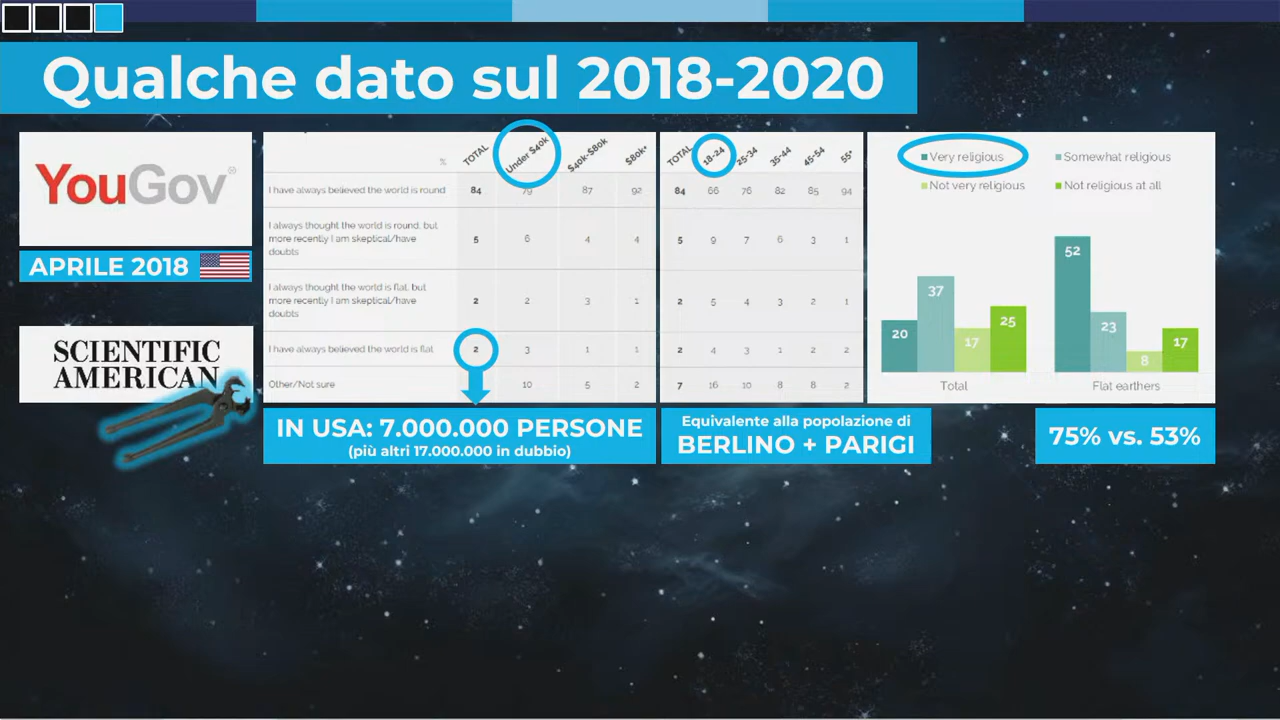 Qualche dato sul 2018-2020
YouGov®
APRILE 2018
SCIENTIFIC
AMERICAN
% TOTAL Under $40k $40k-$80k $80k+
I have always believed the world is round 84 79 87 92
I always thought the world is round, but
more recently I am skeptical/have 5 6 4 4
doubts
I always thought the world is flat, but
more recently I am skeptical/have 2 2 3 1
doubts
I have always believed the world is flat 2 3 1 1
Other/Not sure 10 5 2
IN USA: 7.000.000 PERSONE
(più altri 17.000.000 in dubbio)
TOTAL 18-24 25-34 35-44 45-54 55+
84 66 76 82 85 94
5 9 7 6 3 1
2 5 4 3 2 1
2 4 3 1 2 2
7 16 10 8 8 2
Equivalente alla popolazione di
BERLINO + PARIGI
Very religious Somewhat religious
Not very religious Not religious at all
20 37 17 25 52 23 8 17
Total Flat earthers
75% vs. 53%